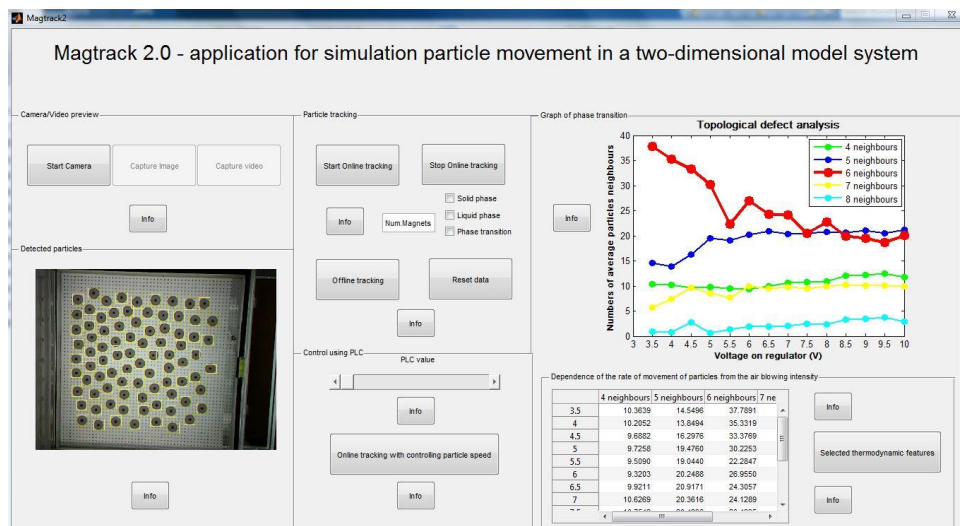 Magtrack2
Magtrack 2.0 - application for simulation particle movement in a two-dimensional model system
Camera/Video preview
Start Camera
Capture Image
Capture video
Info
Detected particles
Info
Particle tracking
Start Online tracking
Stop Online tracking
Info
Num.Magnets
Solid phase
Liquid phase
Phase transition
Offline tracking
Reset data
Info
Control using PLC
PLC value
Info
Online tracking with controlling particle speed
Info
Graph of phase transition
Info
Topological defect analysis
Numbers of average particles neighbours
40
35
30
25
20
15
10
5
0
4 neighbours
5 neighbours
6 neighbours
7 neighbours
8 neighbours
3 3.5 4 4.5 5 5.5 6 6.5 7 7.5 8 8.5 9 9.5 10
Voltage on regulator (V)
Dependence of the rate of movement of particles from the air blowing intensity
4 neighbours 5 neighbours 6 neighbours 7 ne
3.5 10.3639 14.5496 37.7891
4 10.2052 13.8494 35.3319
4.5 9.6882 16.2976 33.3769
5 9.7258 19.4760 30.2253
5.5 9.5090 19.0440 22.2847
6 9.3203 20.2488 26.9550
6.5 9.9211 20.9171 24.3057
7 10.6269 20.3616 24.1289
Info
Selected thermodynamic features
Info